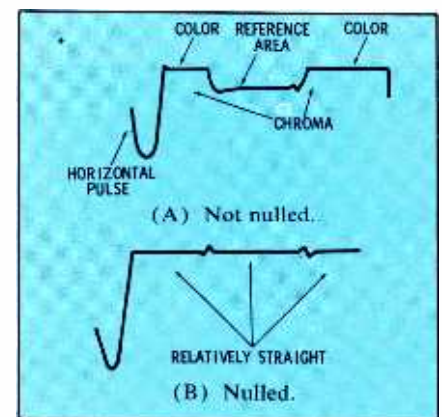 COLOR REFERENCE AREA COLOR
CHROMA
HORIZONTAL PULSE
(A) Not nulled.
RELATIVELY STRAIGHT
(B) Nulled.